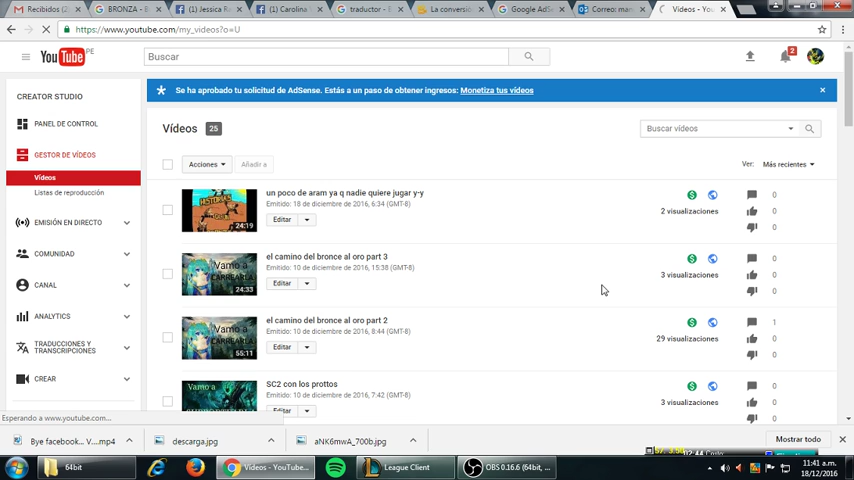 Recibidos (2
BRONZA - B
(1) Jessica R
(1) Carolina
traductor - B
La conversió
Google AdSe
Correo: mar
Vídeos - You
https://www.youtube.com/my_videos?o=U
YouTube PE
Buscar
2
CREATOR STUDIO
Se ha aprobado tu solicitud de AdSense. Estás a un paso de obtener ingresos: Monetiza tus vídeos
PANEL DE CONTROL
Vídeos 25
Buscar vídeos
GESTOR DE VÍDEOS
Acciones
Añadir a
Ver: Más recientes
Vídeos
Listas de reproducción
un poco de aram ya q nadie quiere jugar y-y
Emitido: 18 de diciembre de 2016, 6:34 (GMT-8)
Editar
24:19
2 visualizaciones
0
0
0
EMISIÓN EN DIRECTO
COMUNIDAD
el camino del bronce al oro part 3
Emitido: 10 de diciembre de 2016, 15:38 (GMT-8)
Editar
Vamo a
CARREARLA
24:33
3 visualizaciones
0
0
0
CANAL
ANALYTICS
el camino del bronce al oro part 2
Emitido: 10 de diciembre de 2016, 8:44 (GMT-8)
Editar
Vamo a
CARREARLA
55:11
29 visualizaciones
1
0
0
TRADUCCIONES Y
TRANSCRIPCIONES
CREAR
SC2 con los prottos
Emitido: 10 de diciembre de 2016, 7:42 (GMT-8)
Editar
Vamo a
3 visualizaciones
0
0
0
Esperando a www.youtube.com...
Bye facebook... V....mp4
descarga.jpg
aNK6mwA_700b.jpg
Mostrar todo
64bit
Vídeos - YouTube...
League Client
OBS 0.16.6 (64bit, ...
11:41 a.m.
18/12/2016